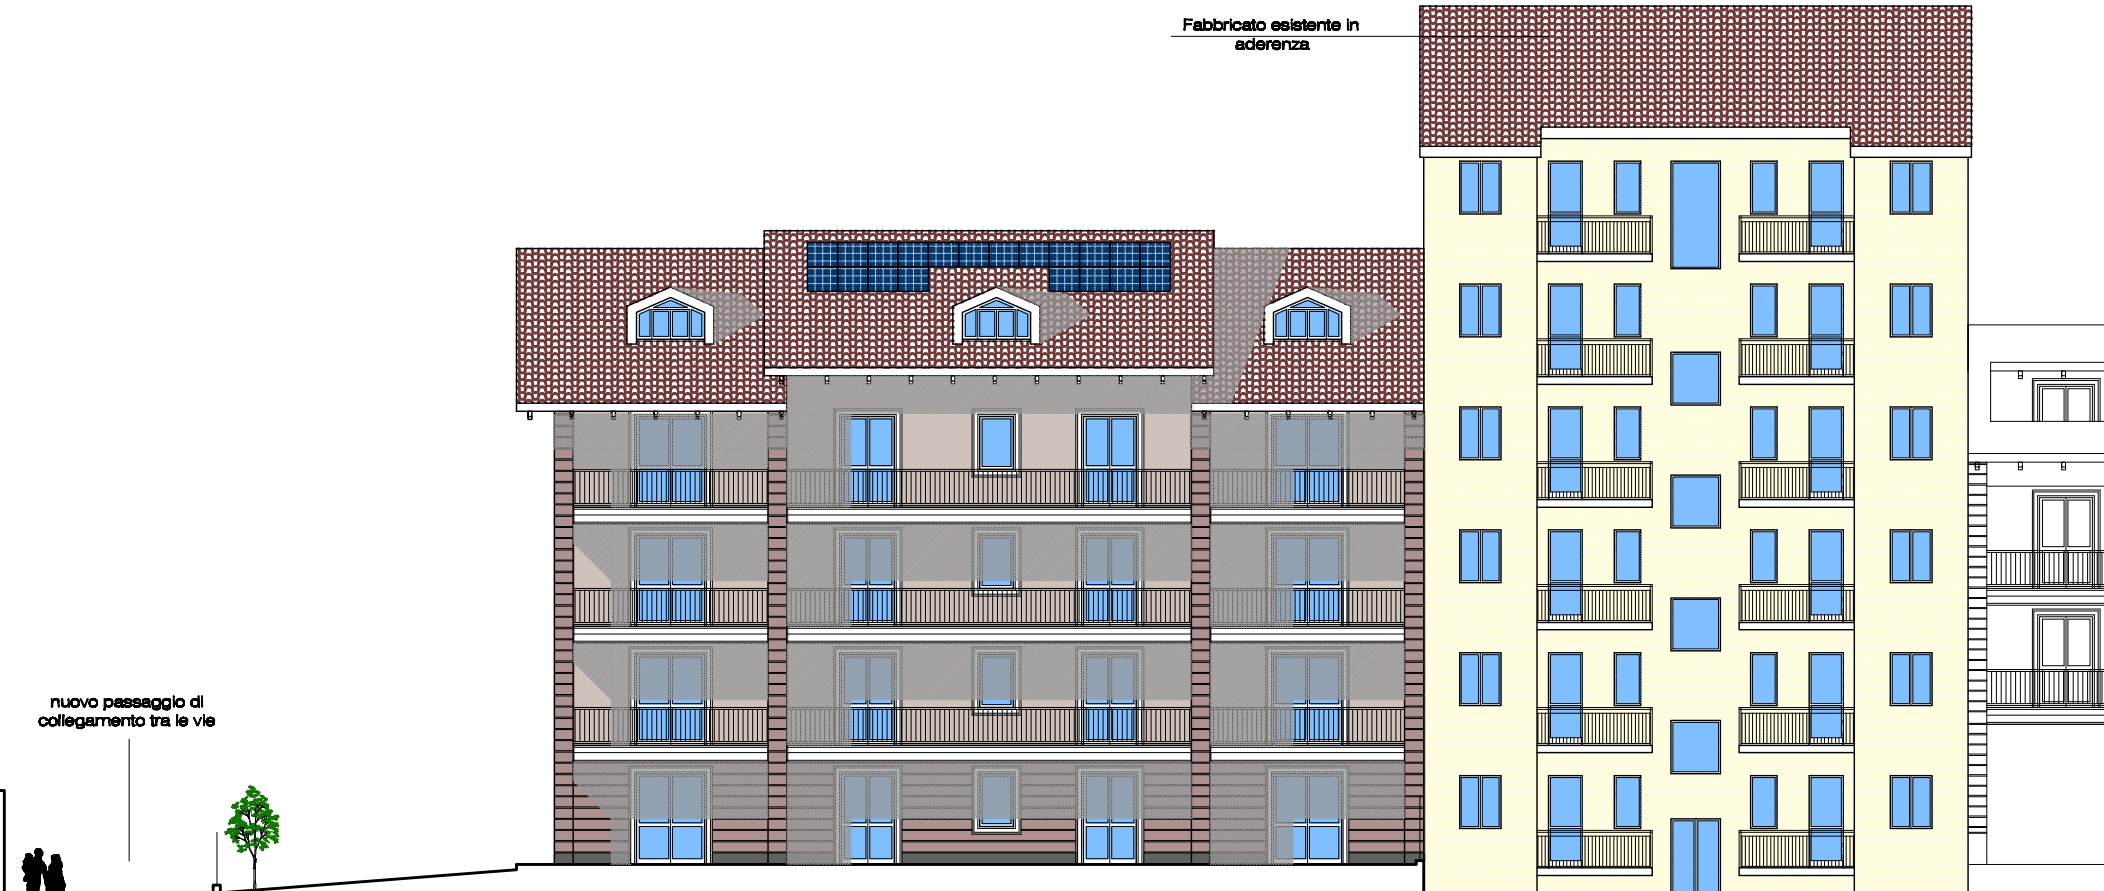 Fabbricato esistente in
aderenza
nuovo passaggio di
collegamento tra le vie